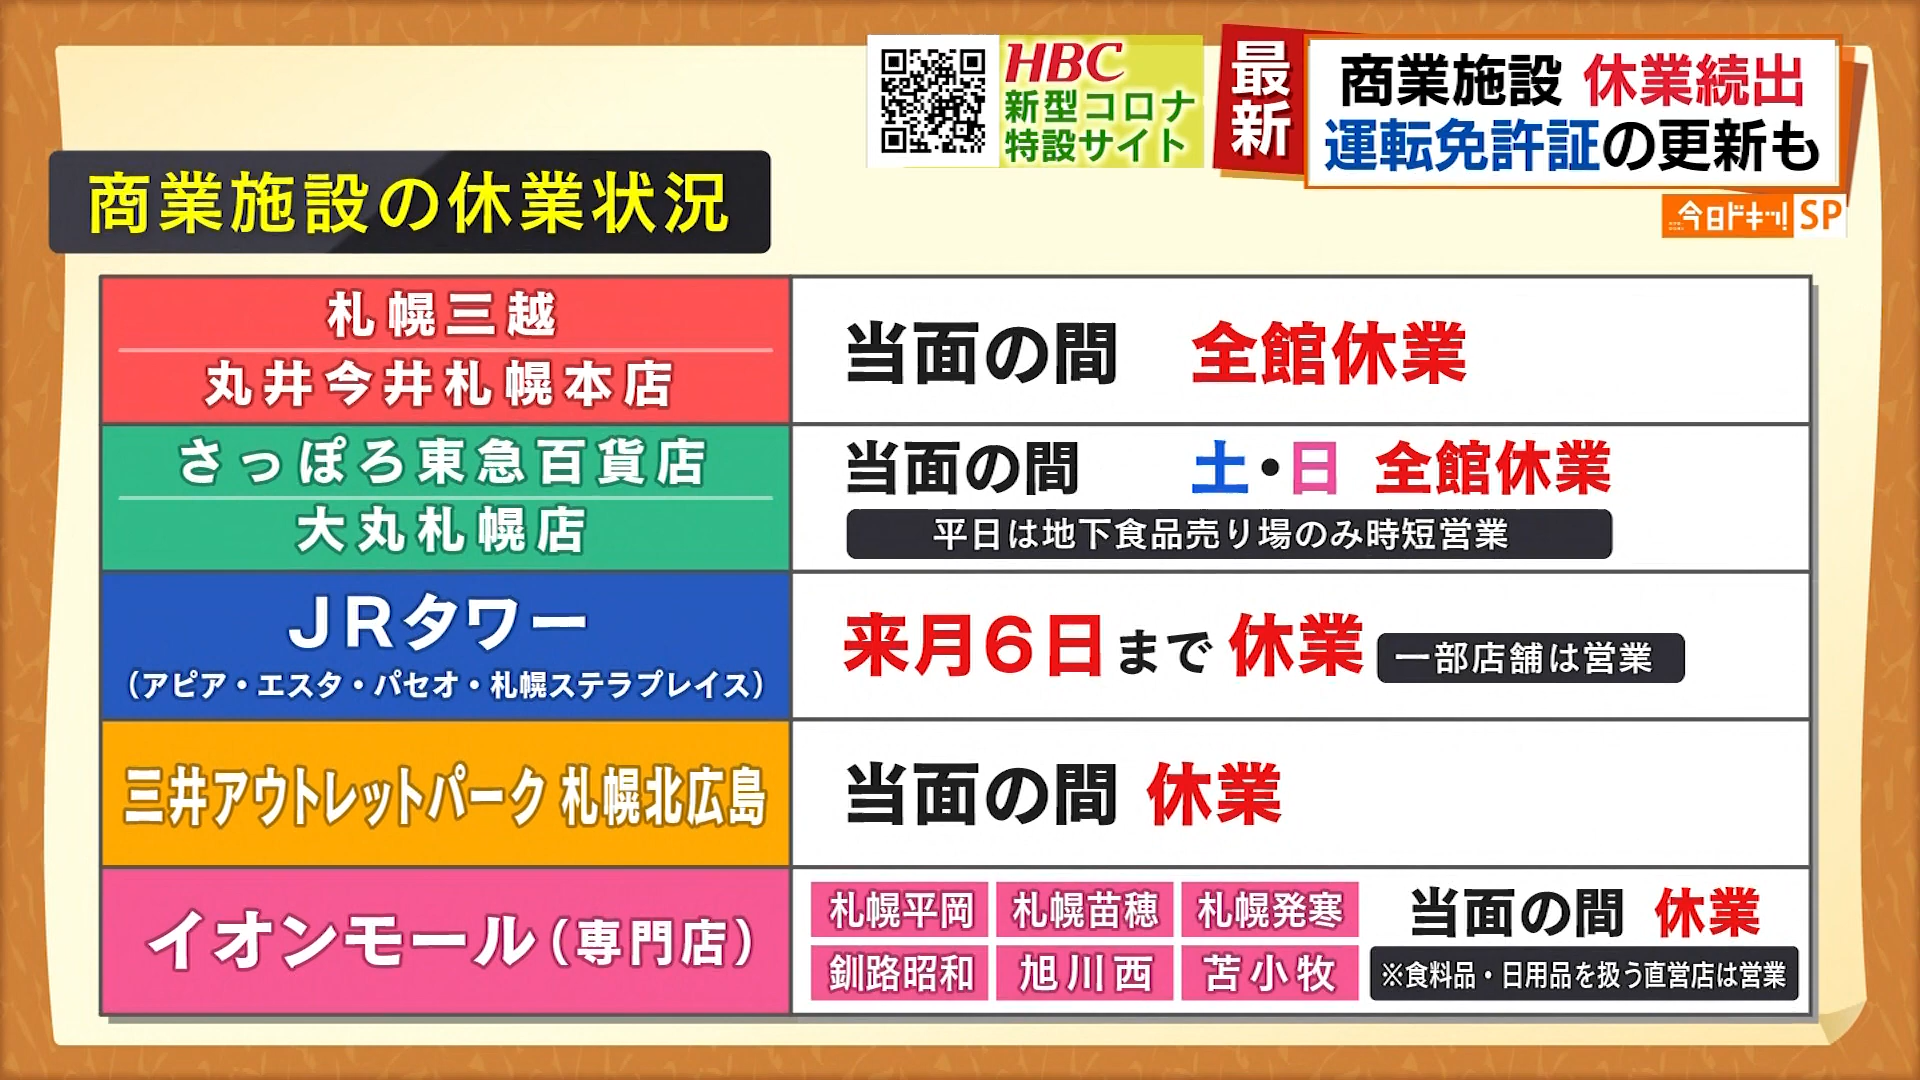 HBC
新型コロナ
特設サイト
最新
商業施設 休業続出
運転免許証の更新も
今日ドキッ!SP
商業施設の休業状況
札幌三越
丸井今井札幌本店
当面の間 全館休業
さっぽろ東急百貨店
大丸札幌店
当面の間 土・日 全館休業
平日は地下食品売り場のみ時短営業
JRタワー
(アピア・エスタ・パセオ・札幌ステラプレイス)
来月6日まで 休業 一部店舗は営業
三井アウトレットパーク 札幌北広島
当面の間 休業
イオンモール(専門店)
札幌平岡 札幌苗穂 札幌発寒
釧路昭和 旭川西 苫小牧
当面の間 休業
※食料品・日用品を扱う直営店は営業